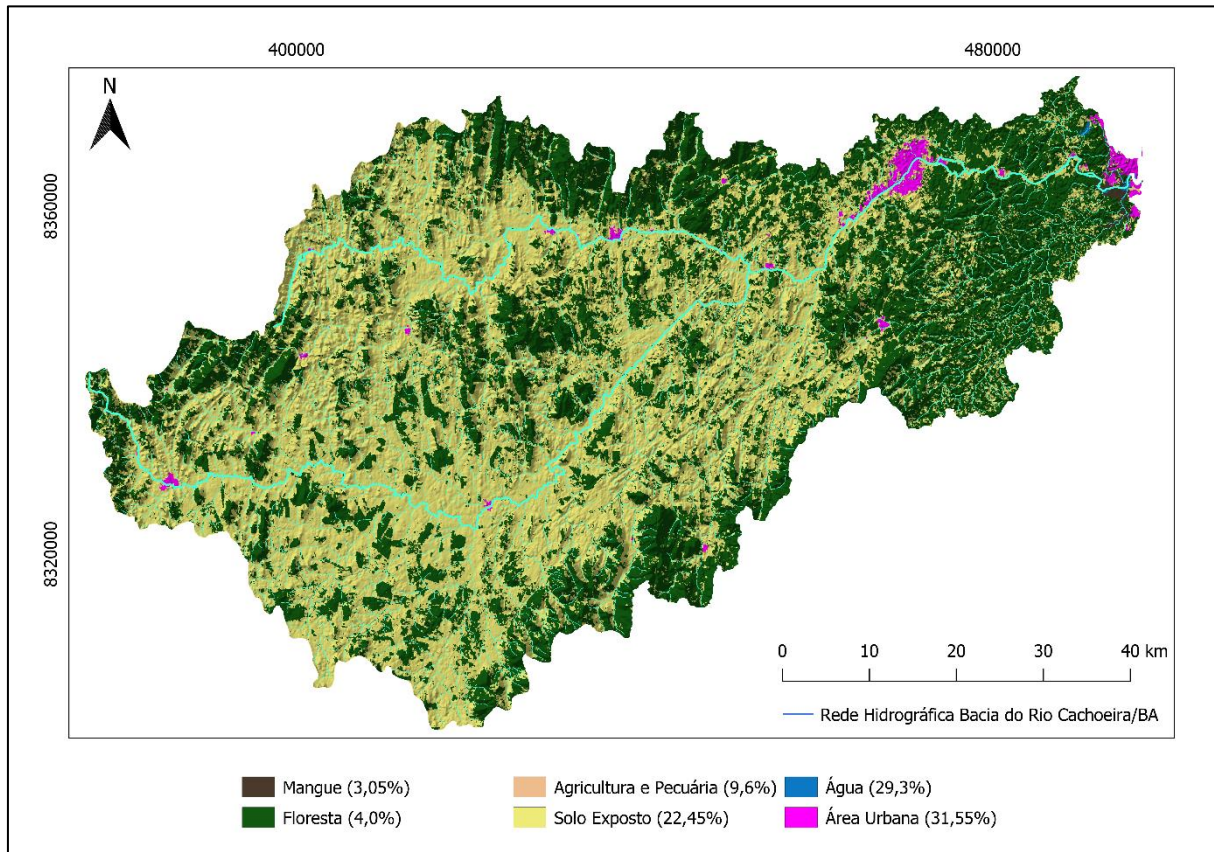 400000
480000
N
8360000
8320000
0 10 20 30 40 km
Rede Hidrográfica Bacia do Rio Cachoeira/BA
Mangue (3,05%)
Agricultura e Pecuária (9,6%)
Água (29,3%)
Floresta (4,0%)
Solo Exposto (22,45%)
Área Urbana (31,55%)